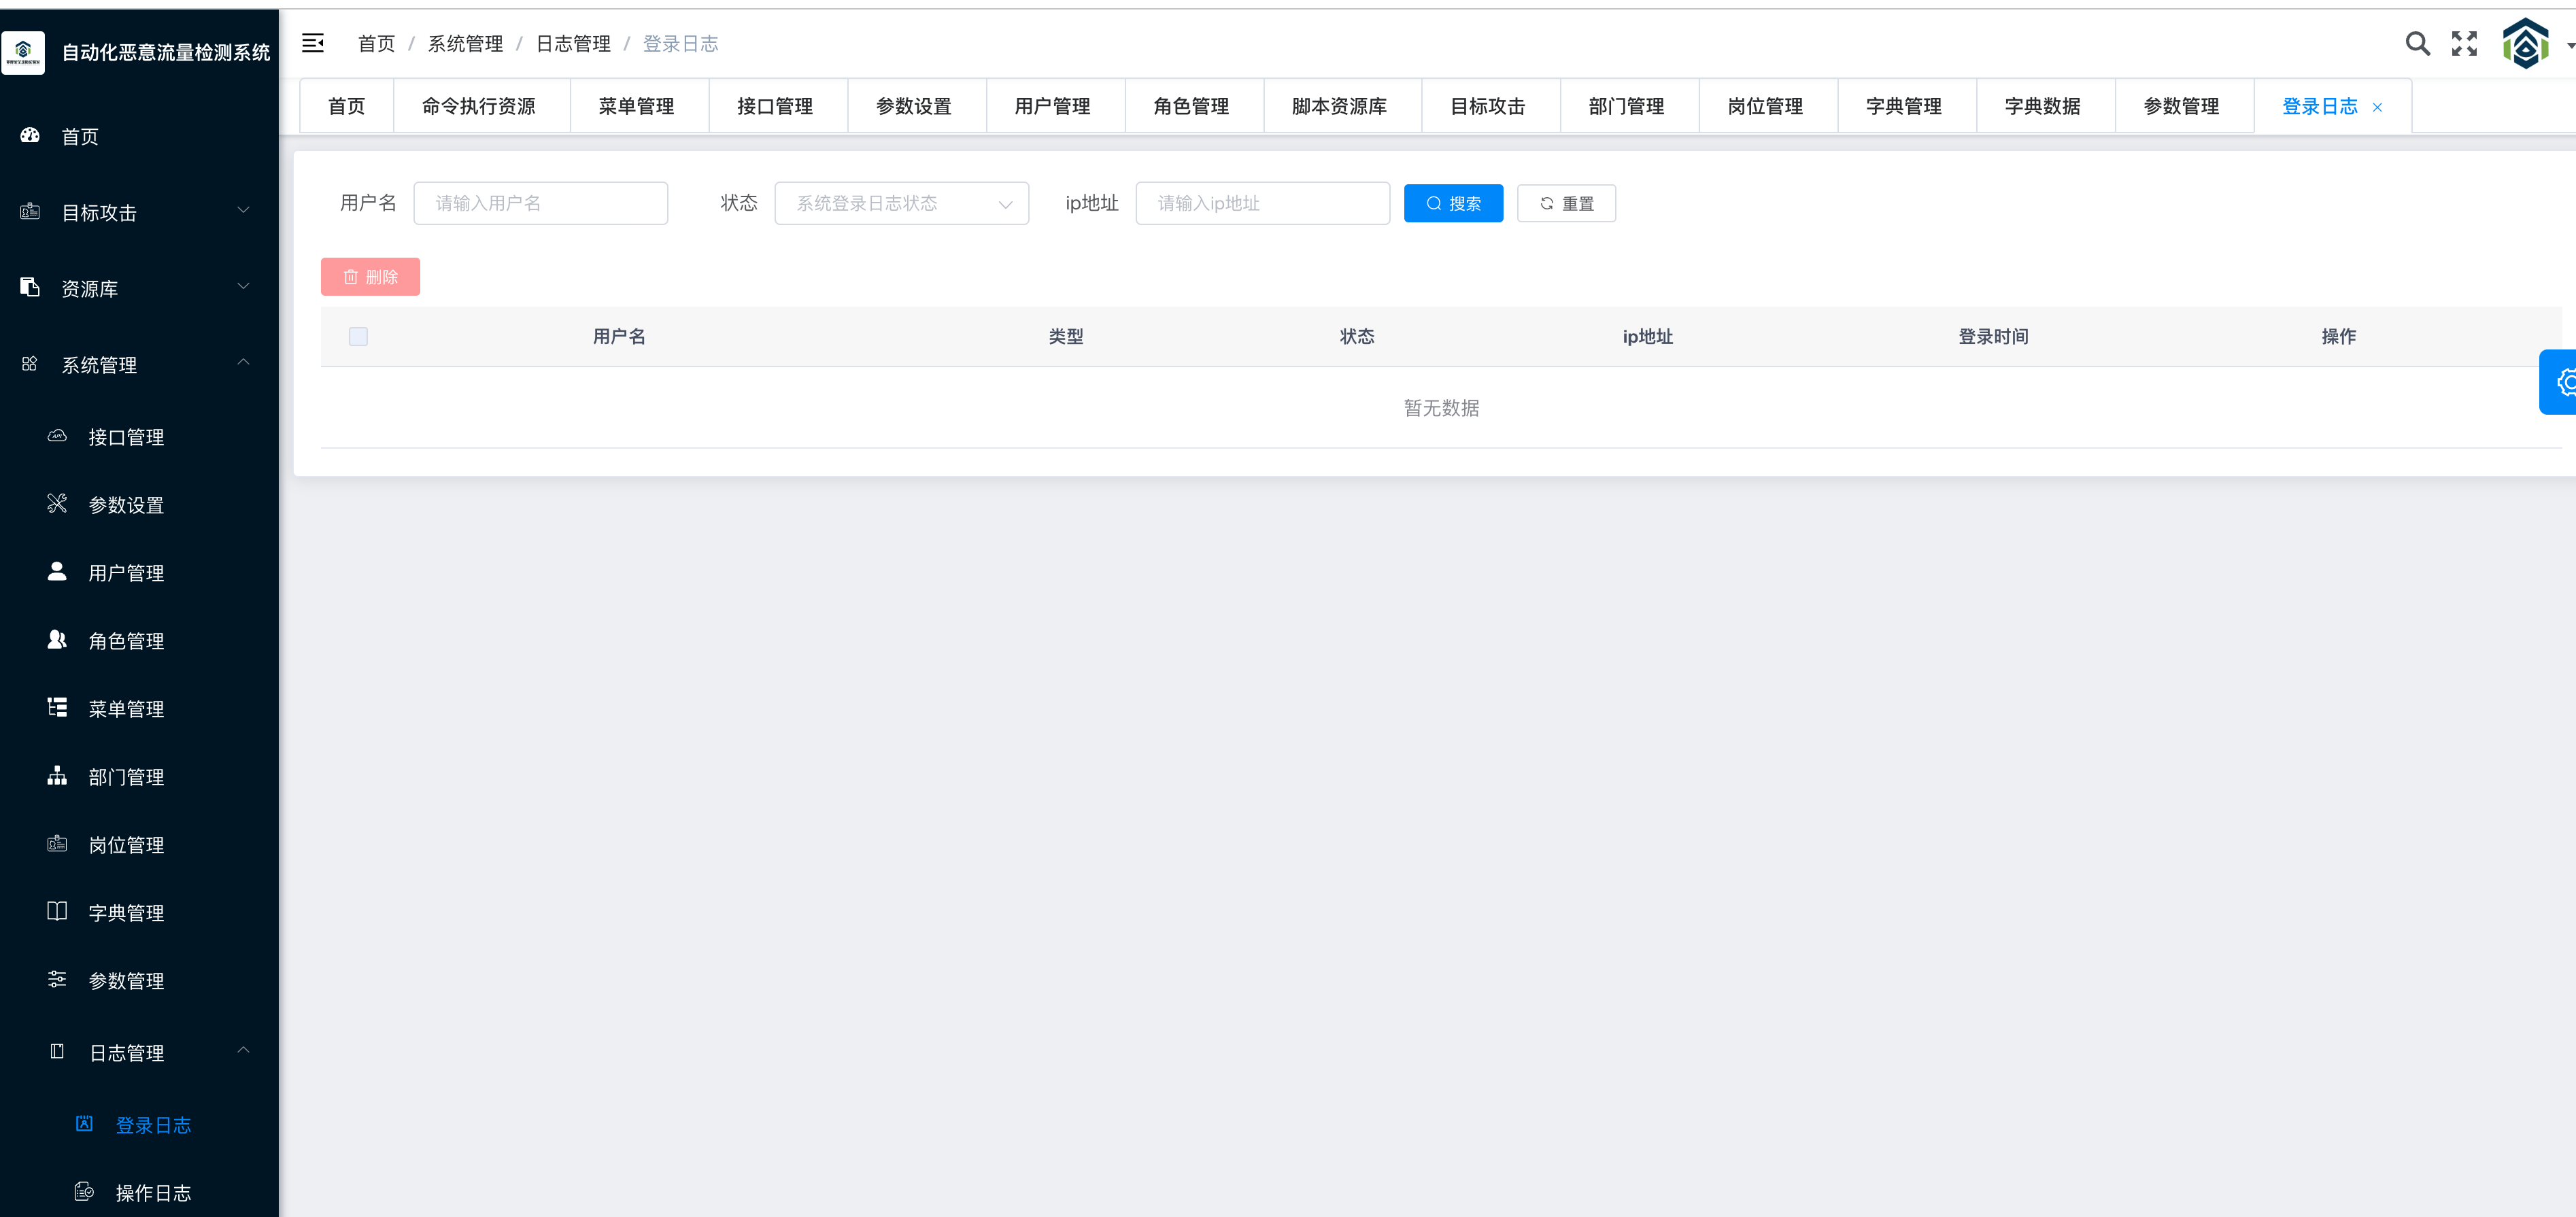 自动化恶意流量检测系统
首页 / 系统管理 / 日志管理 / 登录日志
首页 命令执行资源 菜单管理 接口管理 参数设置 用户管理 角色管理 脚本资源库 目标攻击 部门管理 岗位管理 字典管理 字典数据 参数管理 登录日志
首页
目标攻击
资源库
系统管理
接口管理
参数设置
用户管理
角色管理
菜单管理
部门管理
岗位管理
字典管理
参数管理
日志管理
登录日志
操作日志
用户名 请输入用户名 状态 系统登录日志状态 ip地址 请输入ip地址 搜索 重置
删除
用户名 类型 状态 ip地址 登录时间 操作
暂无数据